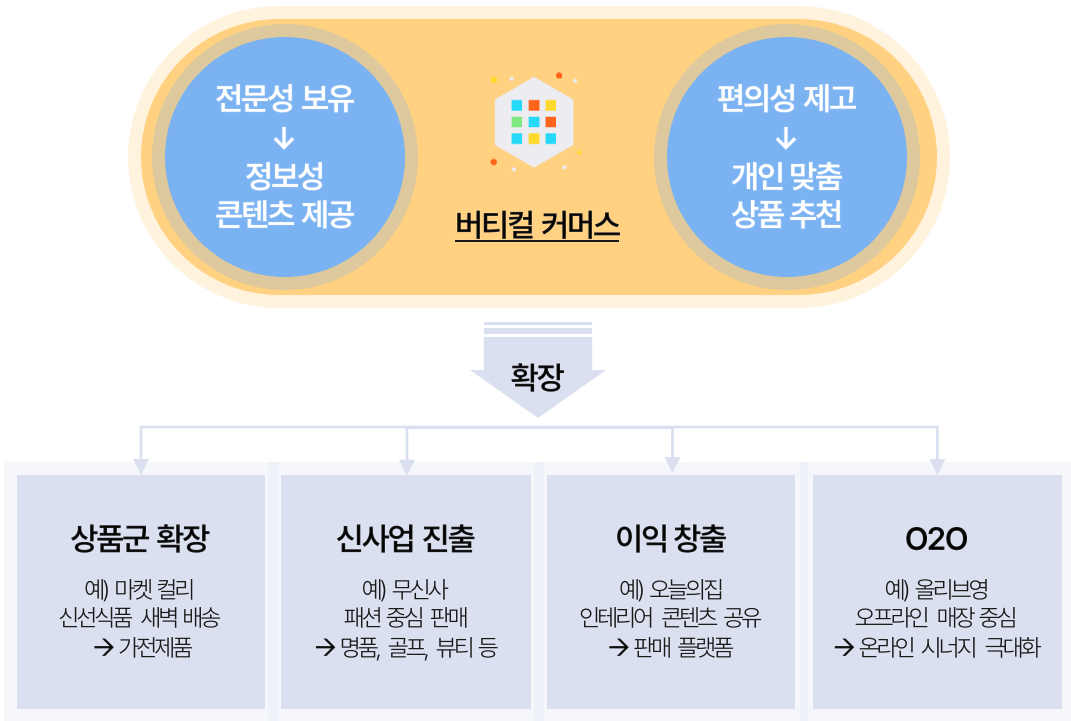 전문성 보유
↓
정보성
콘텐츠 제공
버티컬 커머스
편의성 제고
↓
개인 맞춤
상품 추천
확장
상품군 확장
예) 마켓 컬리
신선식품 새벽 배송
→ 가전제품
신사업 진출
예) 무신사
패션 중심 판매
→ 명품, 골프, 뷰티 등
이익 창출
예) 오늘의집
인테리어 콘텐츠 공유
→ 판매 플랫폼
O2O
예) 올리브영
오프라인 매장 중심
→ 온라인 시너지 극대화